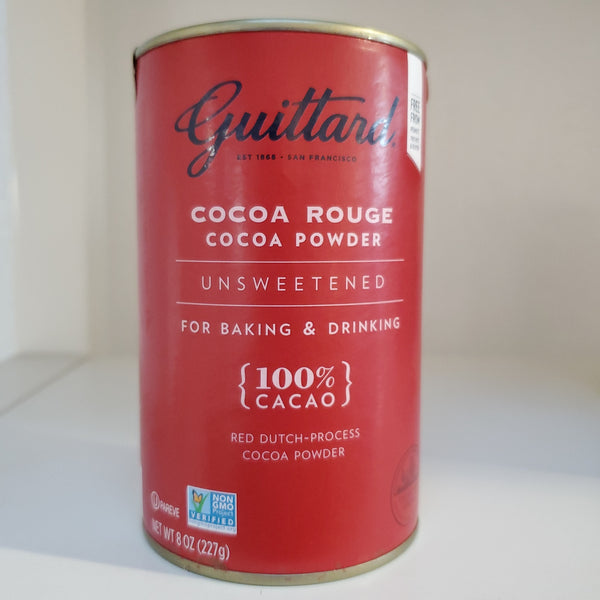 Guittard.
EST 1868 • SAN FRANCISCO
COCOA ROUGE
COCOA POWDER
UNSWEETENED
FOR BAKING & DRINKING
{100%
CACAO}
RED DUTCH-PROCESS
COCOA POWDER
FREE
FROM
U PAREVE
NON
GMO
Project
VERIFIED
NET WT 8 OZ (227g)